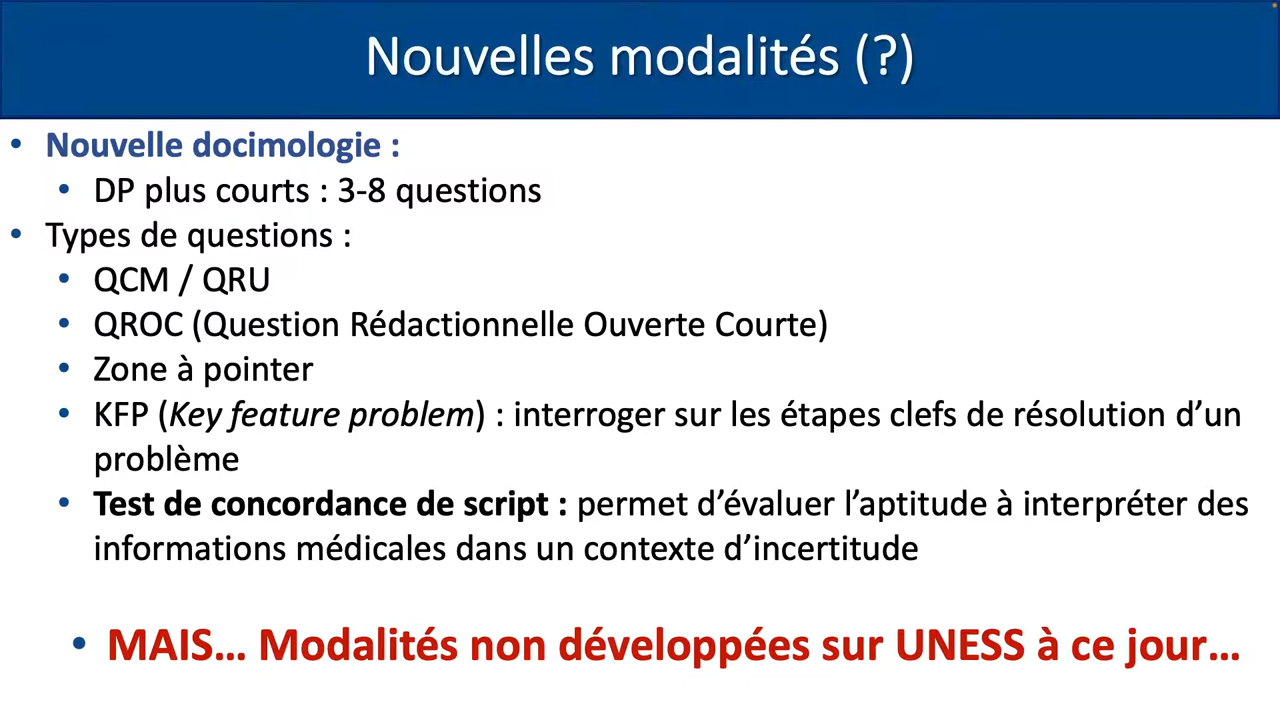 Nouvelles modalités (?)
• Nouvelle docimologie :
• DP plus courts : 3-8 questions
• Types de questions :
• QCM / QRU
• QROC (Question Rédactionnelle Ouverte Courte)
• Zone à pointer
• KFP (Key feature problem) : interroger sur les étapes clefs de résolution d’un
problème
• Test de concordance de script : permet d’évaluer l’aptitude à interpréter des
informations médicales dans un contexte d’incertitude
• MAIS… Modalités non développées sur UNESS à ce jour…